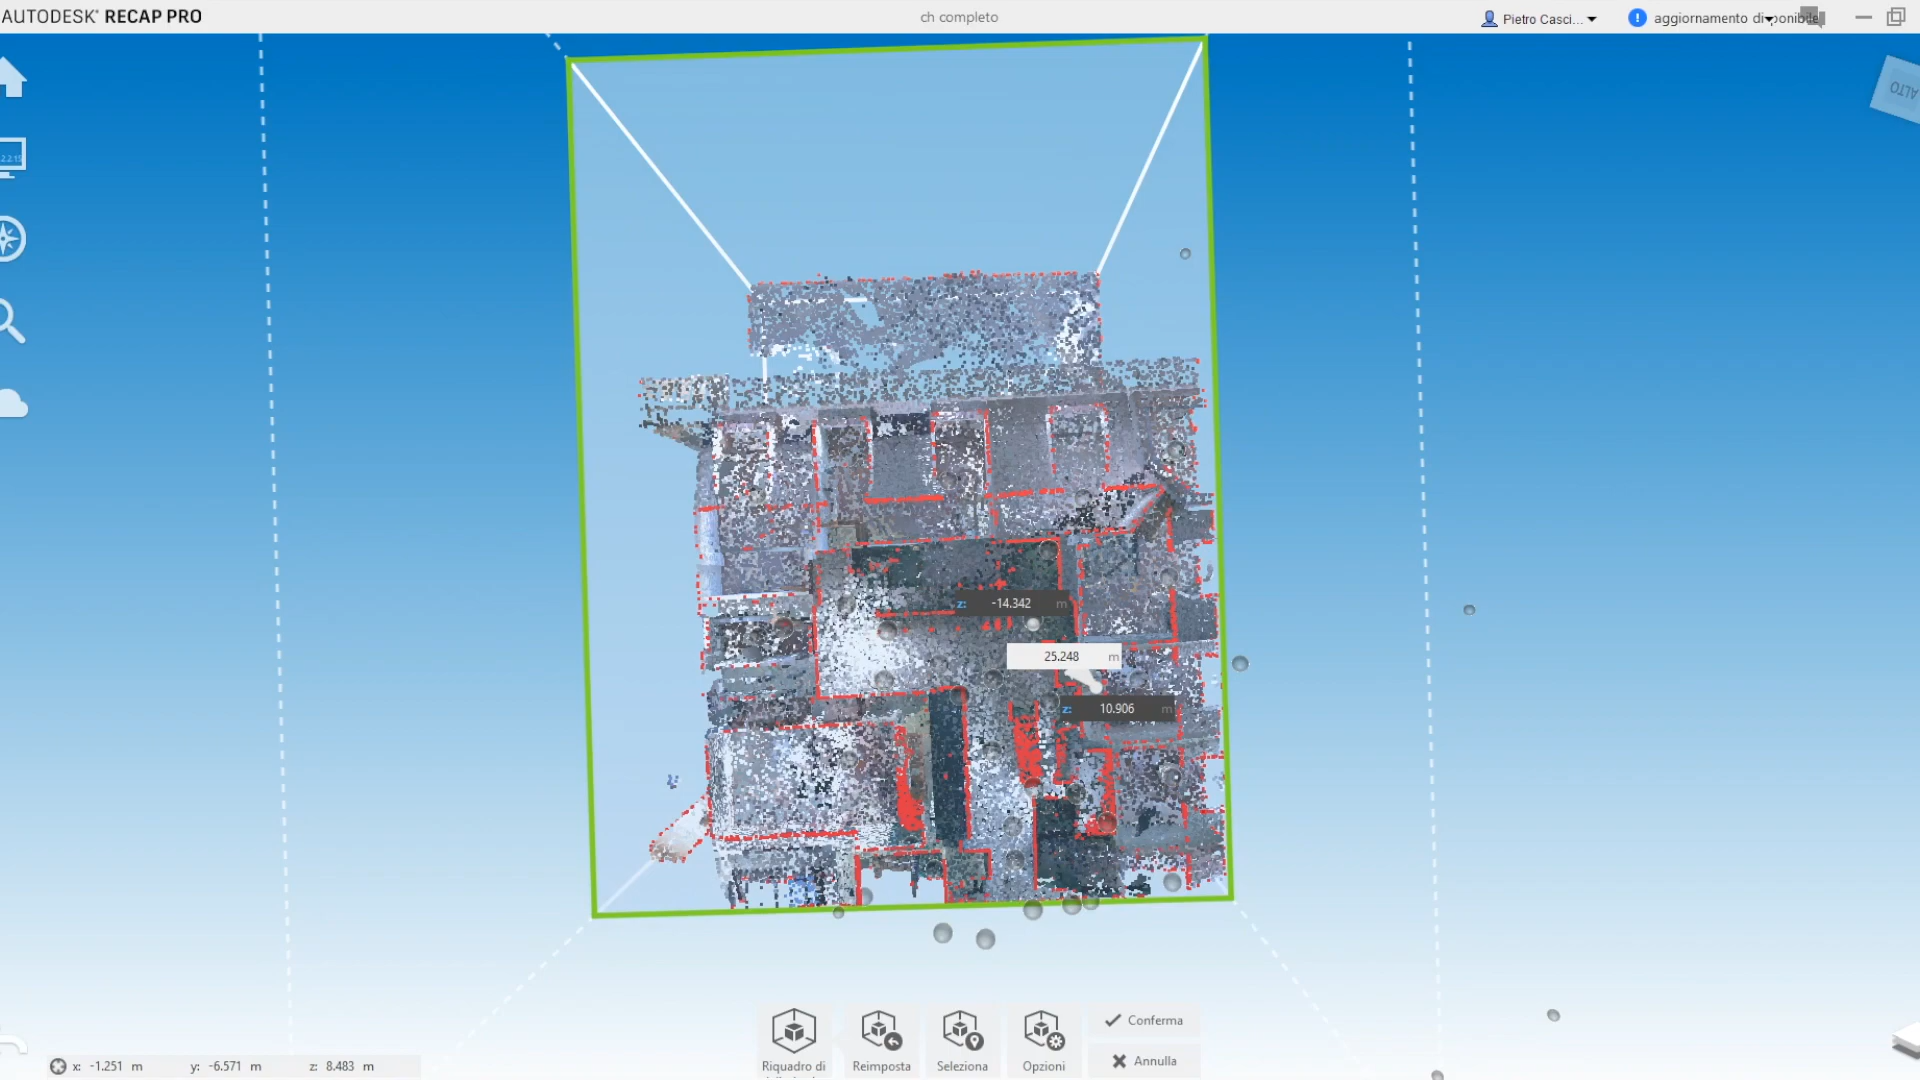 AUTODESK® RECAP PRO
ch completo
Pietro Casci...
aggiornamento disponibile
ALTO
z: -14.342 m
25.248 m
z: 10.906 m
Riquadro di
Reimposta
Seleziona
Opzioni
Conferma
Annulla
x: -1.251 m y: -6.571 m z: 8.483 m